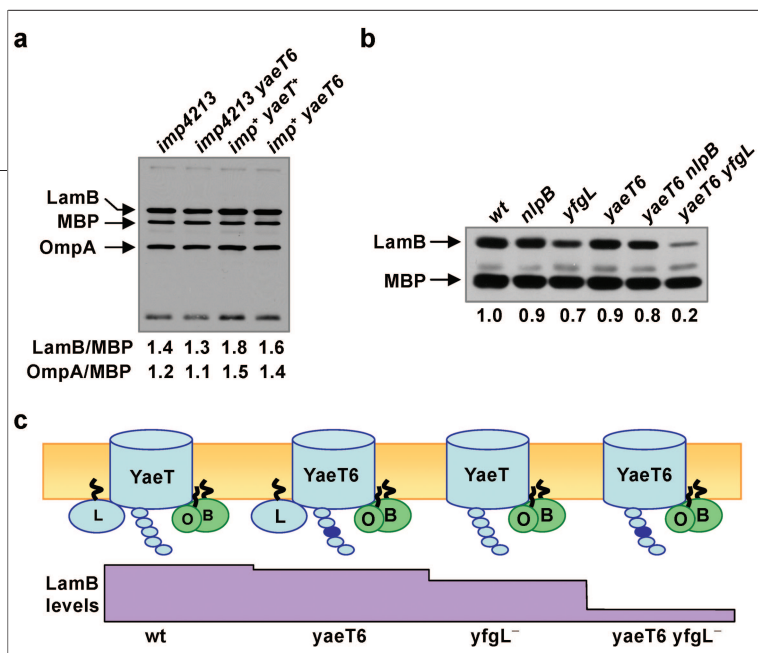 a
imp4213
imp4213 yaeT6
imp⁺ yaeT⁺
imp⁺ yaeT6
LamB
MBP
OmpA
LamB/MBP 1.4 1.3 1.8 1.6
OmpA/MBP 1.2 1.1 1.5 1.4
b
wt
nlpB
yfgL
yaeT6
yaeT6 nlpB
yaeT6 yfgL
LamB
MBP
1.0 0.9 0.7 0.9 0.8 0.2
c
YaeT YaeT6 YaeT YaeT6
L O B L O B O B O B
LamB
levels
wt yaeT6 yfgL⁻ yaeT6 yfgL⁻